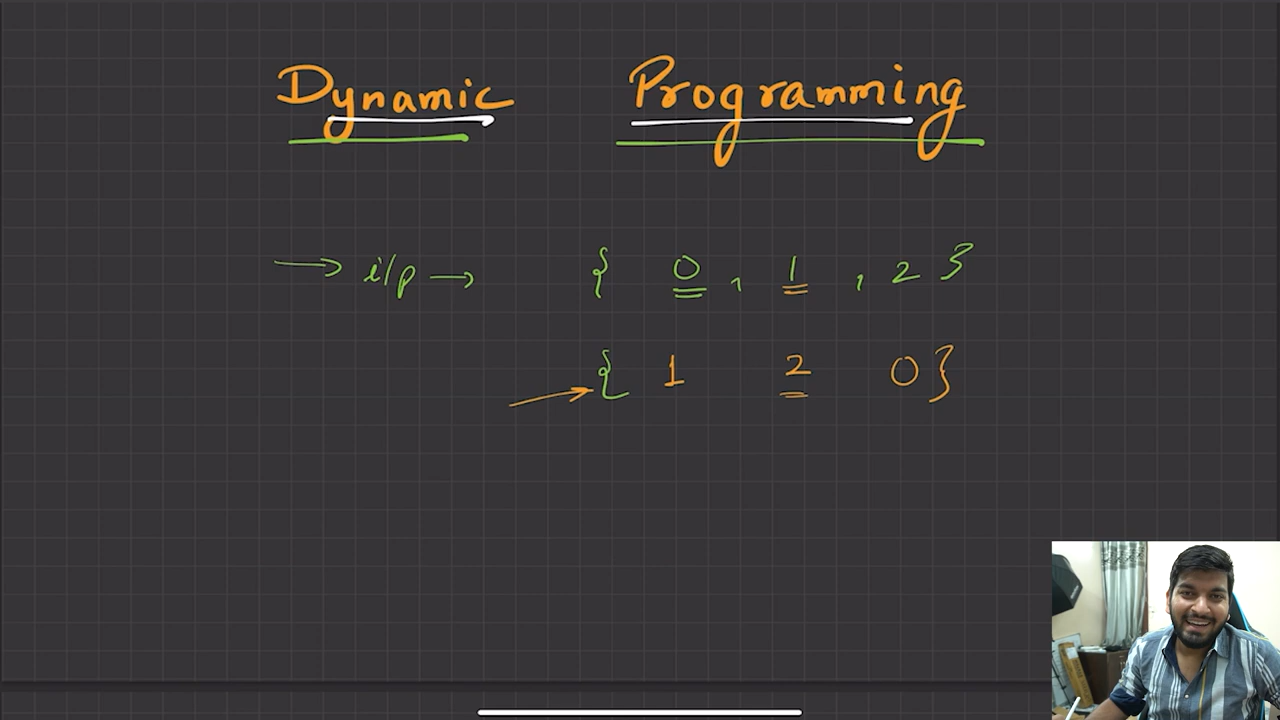 Dynamic Programming
→ i/p → { 0 , 1 , 2 }
→ { 1 2 0 }